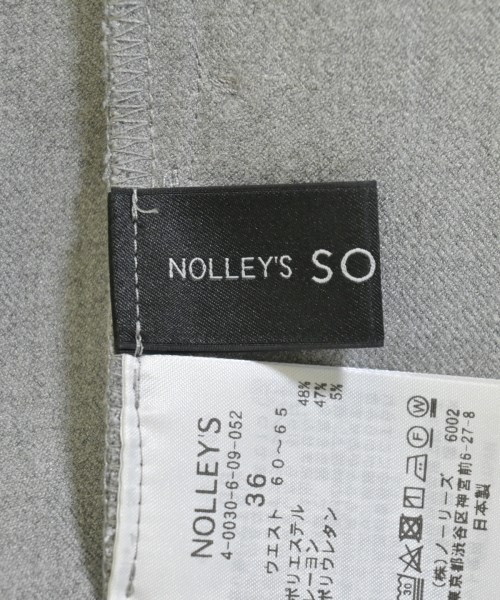 NOLLEY'S SO
NOLLEY'S
4-0030-6-09-052
36
ウエスト 60～65
ポリエステル 48%
レーヨン 47%
ポリウレタン 5%
30
F W
6002
(株)ノーリーズ
東京都渋谷区神宮前6-27-8
日本製